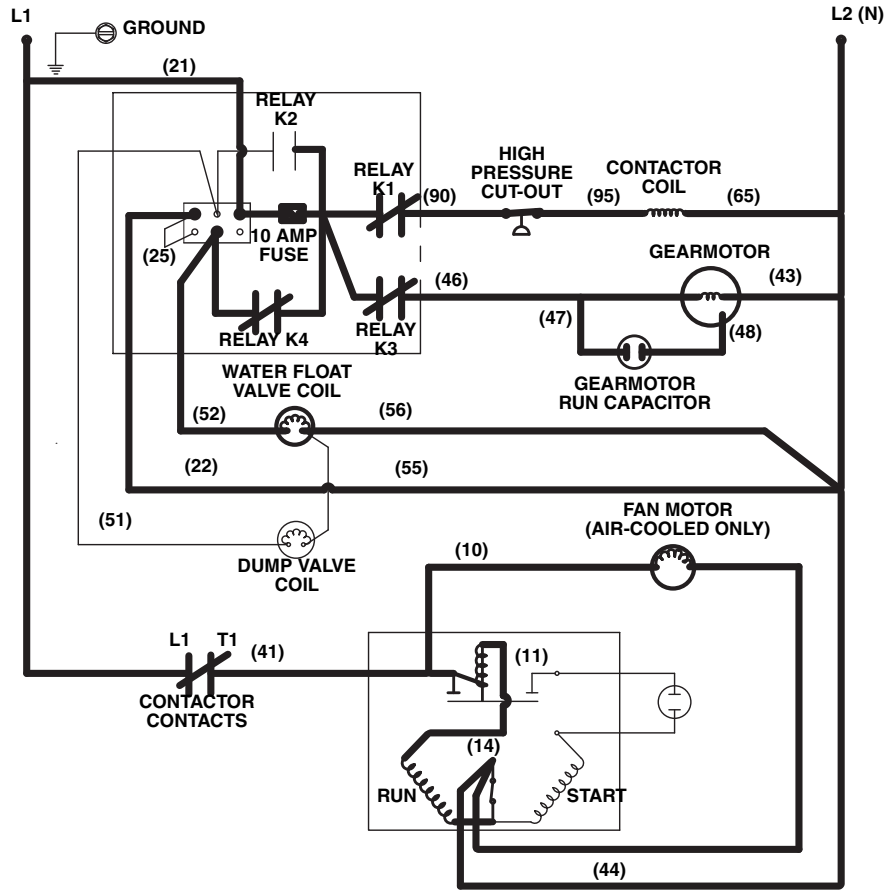 L1
L2 (N)
GROUND
(21)
RELAY
K2
RELAY
K1
(90)
HIGH
PRESSURE
CUT-OUT
(95)
CONTACTOR
COIL
(65)
(25)
10 AMP
FUSE
GEARMOTOR
(46)
(43)
(47)
(48)
RELAY K4
RELAY
K3
WATER FLOAT
VALVE COIL
GEARMOTOR
RUN CAPACITOR
(52)
(56)
(22)
(55)
(51)
FAN MOTOR
(AIR-COOLED ONLY)
DUMP VALVE
COIL
(10)
L1
T1
(41)
(11)
CONTACTOR
CONTACTS
(14)
RUN
START
(44)